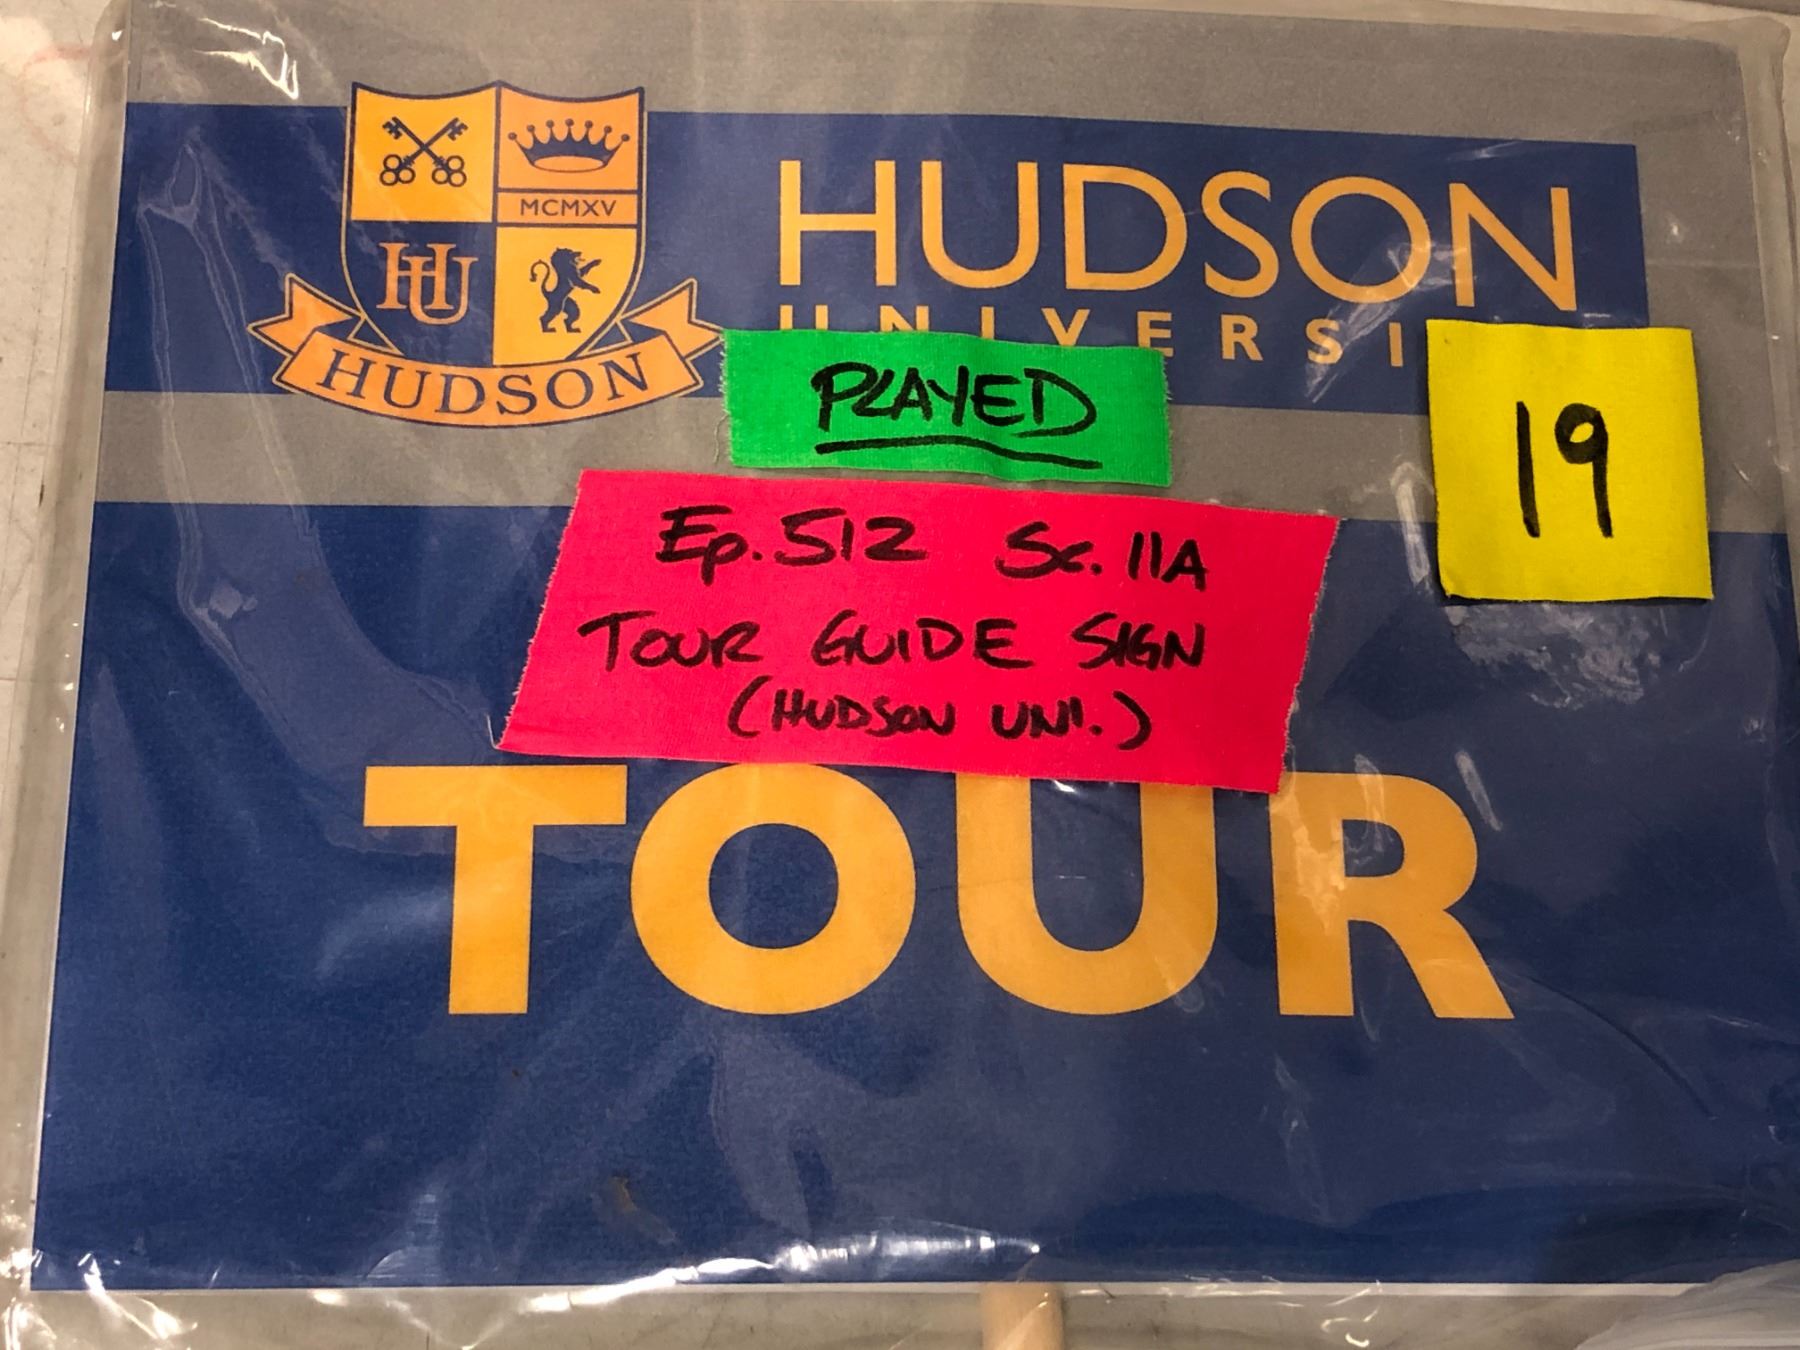 MCMXV
HU
HUDSON
HUDSON
UNIVERSI
PLAYED
19
Ep. 512 Sc. 11A
TOUR GUIDE SIGN
(HUDSON UNI.)
TOUR